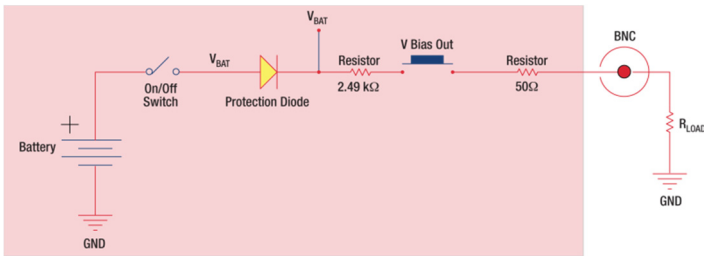 V_BAT
V Bias Out
BNC
V_BAT
Resistor
Resistor
On/Off
Switch
Protection Diode
2.49 kΩ
50Ω
+
Battery
R_LOAD
GND
GND